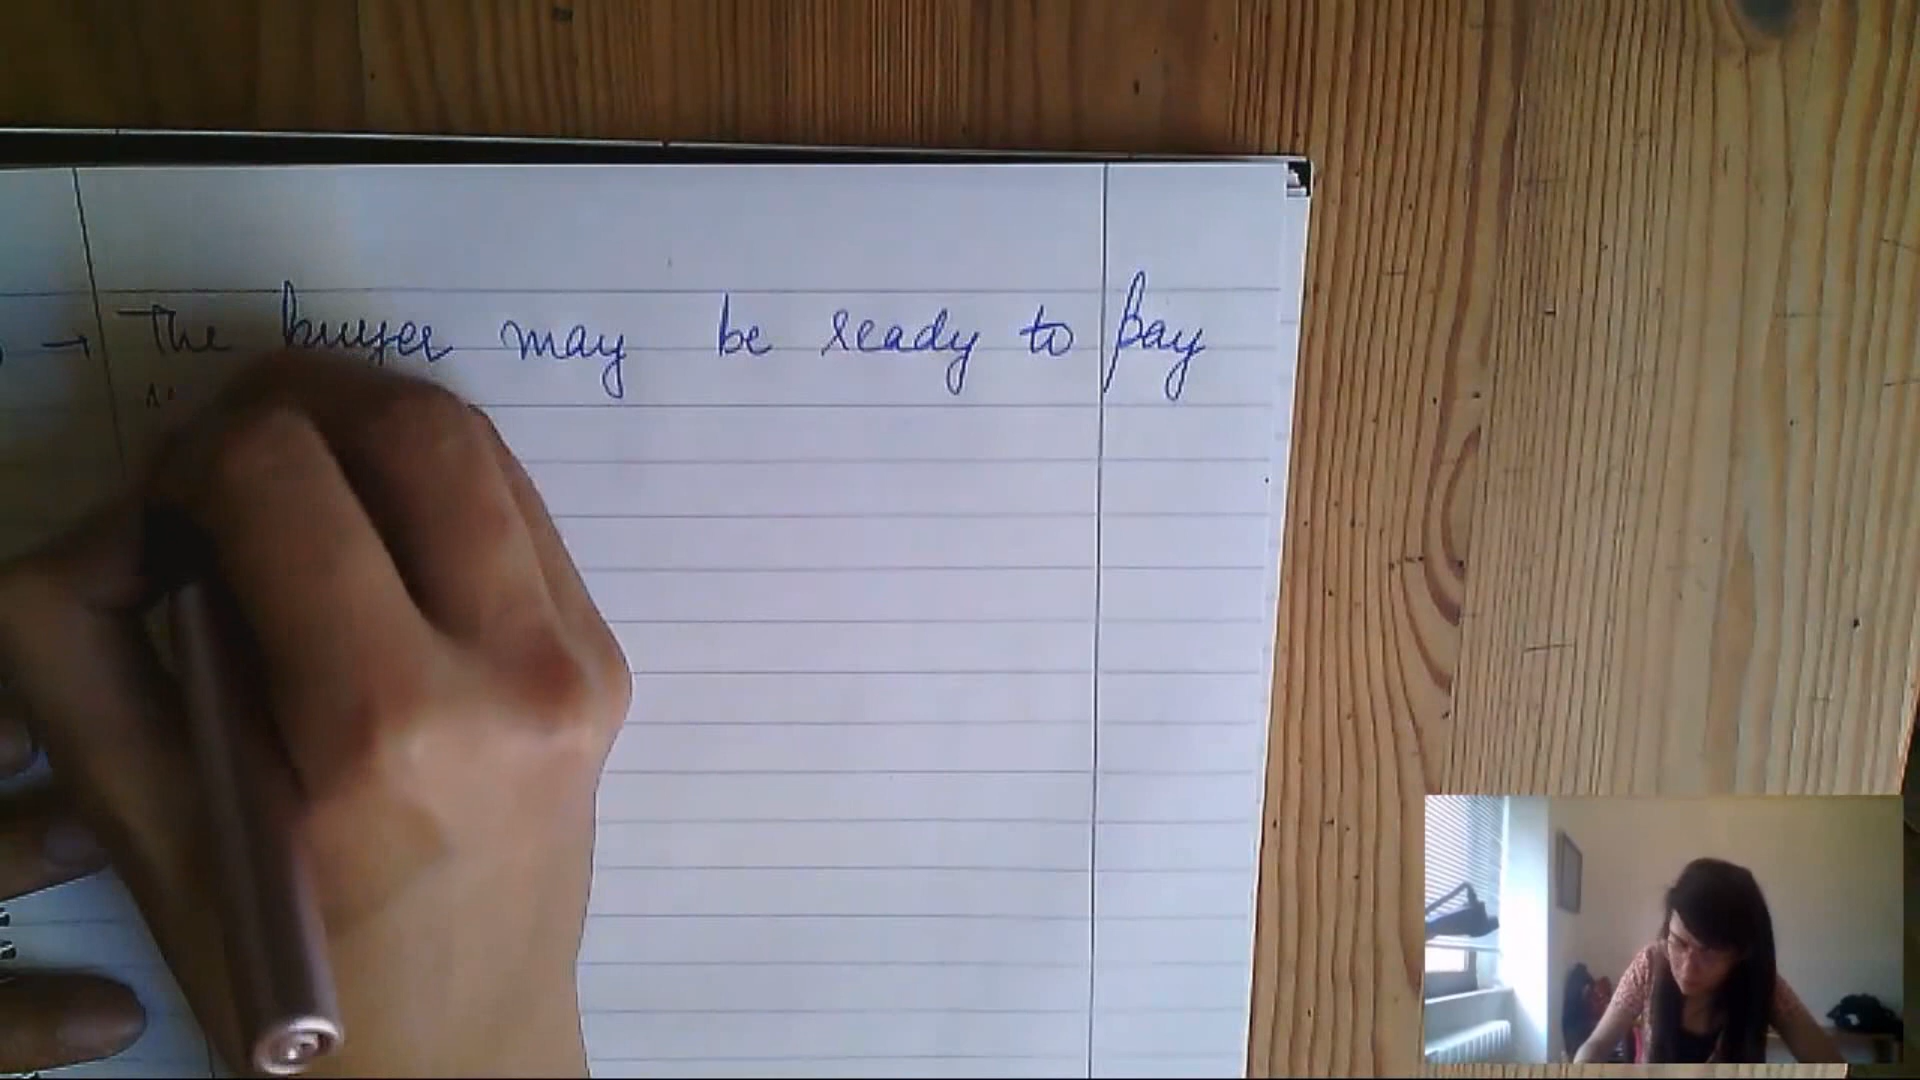 → The buyer may be ready to pay